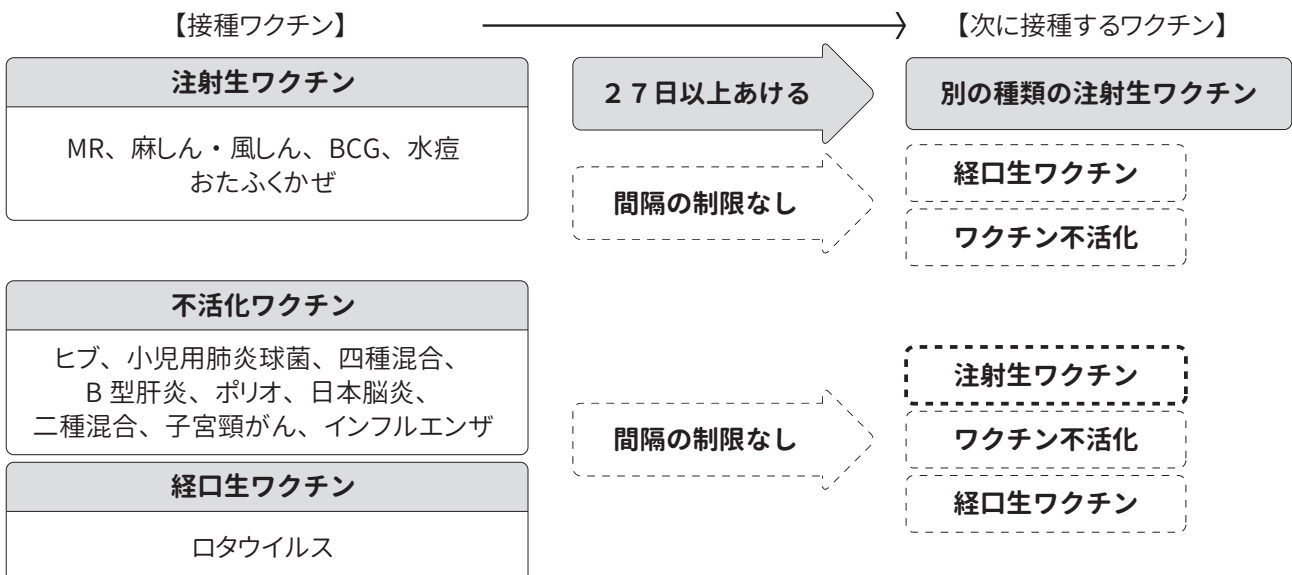 【接種ワクチン】
【次に接種するワクチン】
注射生ワクチン
MR、麻しん・風しん、BCG、水痘
おたふくかぜ
27日以上あける
別の種類の注射生ワクチン
間隔の制限なし
経口生ワクチン
ワクチン不活化
不活化ワクチン
ヒブ、小児用肺炎球菌、四種混合、
B型肝炎、ポリオ、日本脳炎、
二種混合、子宮頸がん、インフルエンザ
経口生ワクチン
ロタウイルス
間隔の制限なし
注射生ワクチン
ワクチン不活化
経口生ワクチン